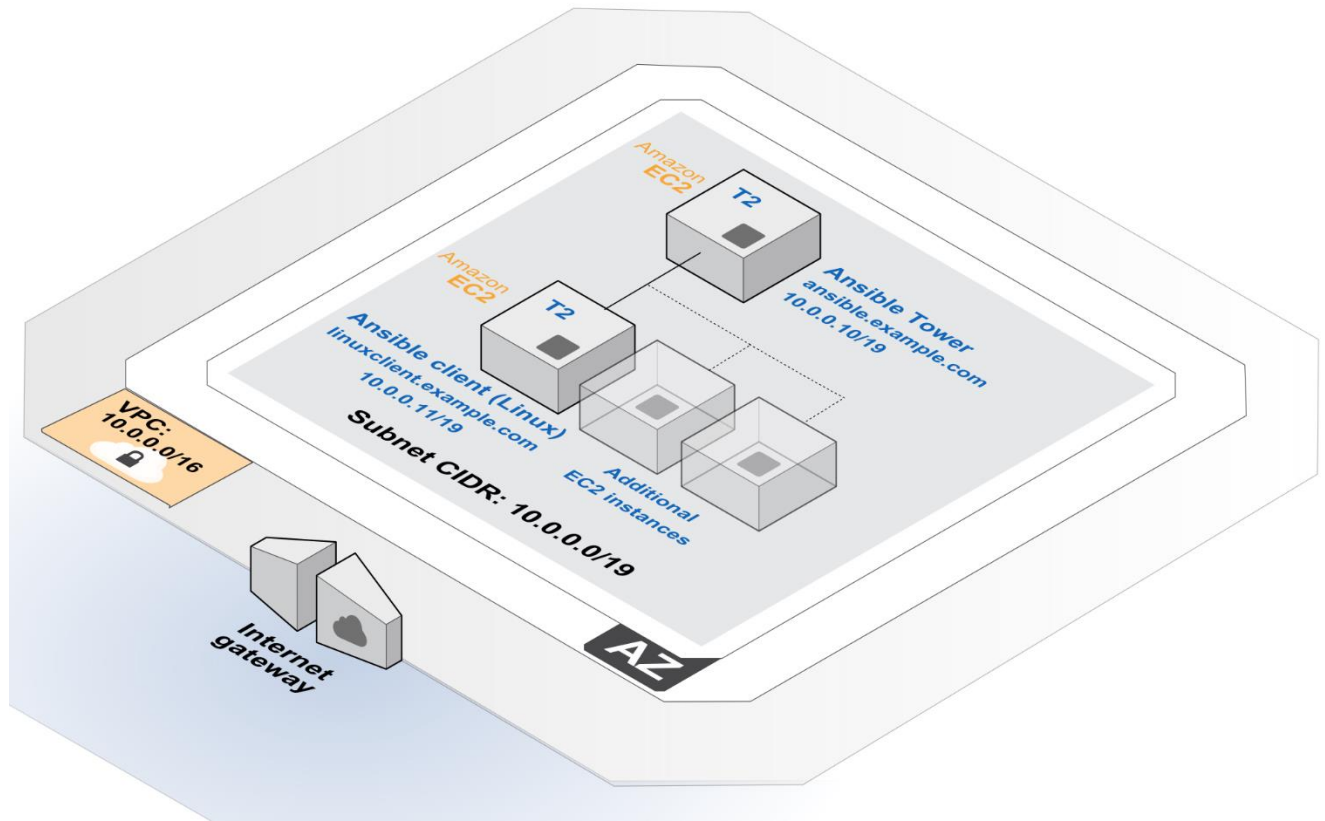 Amazon
EC2
T2
Ansible Tower
ansible.example.com
10.0.0.10/19
Amazon
EC2
T2
Ansible client (Linux)
linuxclient.example.com
10.0.0.11/19
Additional
EC2 instances
Subnet CIDR: 10.0.0.0/19
VPC:
10.0.0.0/16
Internet
gateway
AZ